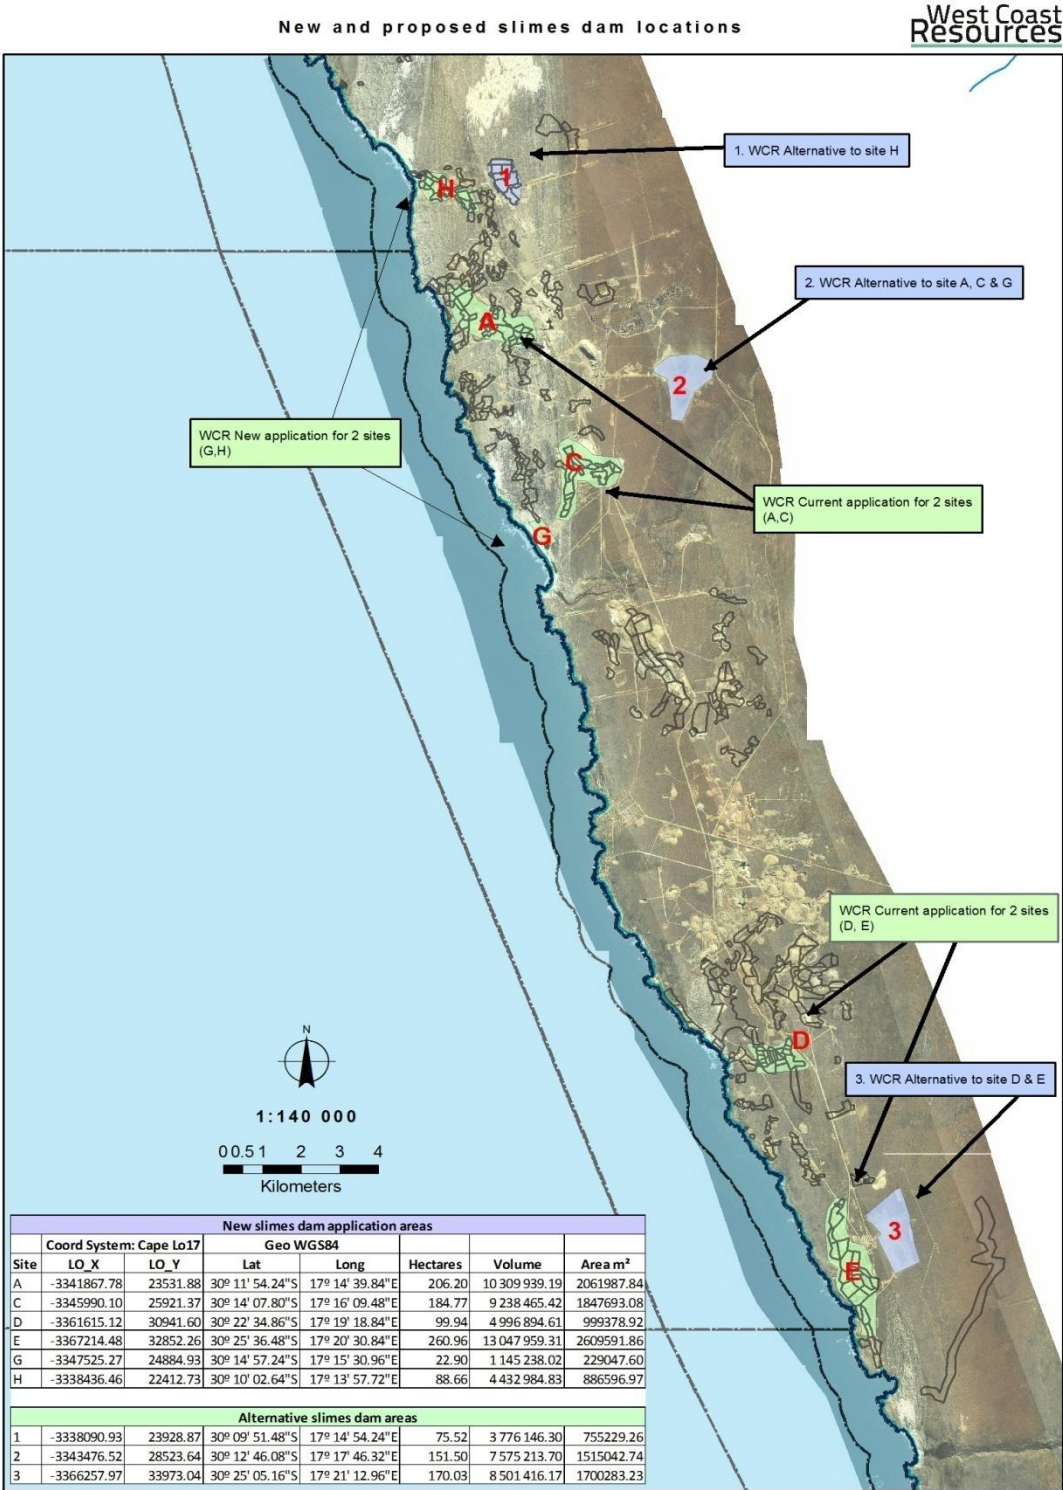 New and proposed slimes dam locations
West Coast
Resources
1. WCR Alternative to site H
H
1
2. WCR Alternative to site A, C & G
A
2
WCR New application for 2 sites
(G,H)
C
WCR Current application for 2 sites
(A,C)
G
WCR Current application for 2 sites
(D, E)
D
D
3. WCR Alternative to site D & E
N
1:140 000
0 0.5 1 2 3 4
Kilometers
3
E
New slimes dam application areas
Coord System: Cape Lo17 Geo WGS84
Site LO_X LO_Y Lat Long Hectares Volume Area m²
A -3341867.78 23531.88 30º 11' 54.24"S 17º 14' 39.84"E 206.20 10 309 939.19 2061987.84
C -3345990.10 25921.37 30º 14' 07.80"S 17º 16' 09.48"E 184.77 9 238 465.42 1847693.08
D -3361615.12 30941.60 30º 22' 34.86"S 17º 19' 18.84"E 99.94 4 996 894.61 999378.92
E -3367214.48 32852.26 30º 25' 36.48"S 17º 20' 30.84"E 260.96 13 047 959.31 2609591.86
G -3347525.27 24884.93 30º 14' 57.24"S 17º 15' 30.96"E 22.90 1 145 238.02 229047.60
H -3338436.46 22412.73 30º 10' 02.64"S 17º 13' 57.72"E 88.66 4 432 984.83 886596.97
Alternative slimes dam areas
1 -3338090.93 23928.87 30º 09' 51.48"S 17º 14' 54.24"E 75.52 3 776 146.30 755229.26
2 -3343476.52 28523.64 30º 12' 46.08"S 17º 17' 46.32"E 151.50 7 575 213.70 1515042.74
3 -3366257.97 33973.04 30º 25' 05.16"S 17º 21' 12.96"E 170.03 8 501 416.17 1700283.23